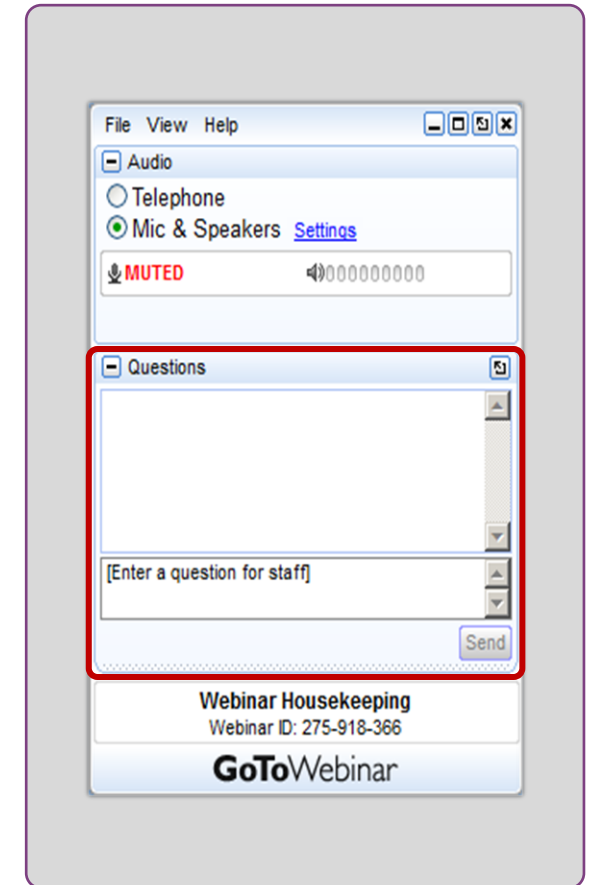 File View Help
Audio
Telephone
Mic & Speakers Settings
MUTED 000000000
Questions
[Enter a question for staff]
Send
Webinar Housekeeping
Webinar ID: 275-918-366
GoToWebinar